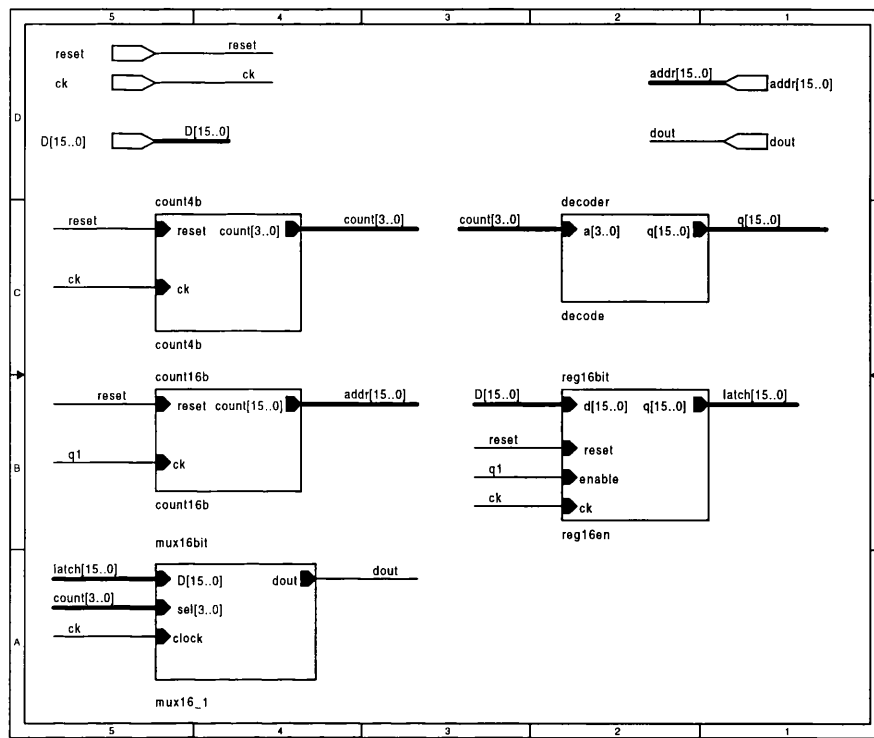 5 4 3 2 1
reset reset
ck ck
addr[15..0] addr[15..0]
D
D[15..0] D[15..0]
dout dout
count4b decoder
reset reset count[3..0] count[3..0]
count[3..0] a[3..0] q[15..0] q[15..0]
ck ck
C
decode
count4b
count16b reg16bit
reset reset count[15..0] addr[15..0]
D[15..0] d[15..0] q[15..0] latch[15..0]
reset reset
B
q1 ck
q1 enable
ck ck
count16b
reg16en
mux16bit
latch[15..0] D[15..0] dout dout
count[3..0] sel[3..0]
ck clock
A
mux16_1
5 4 3 2 1